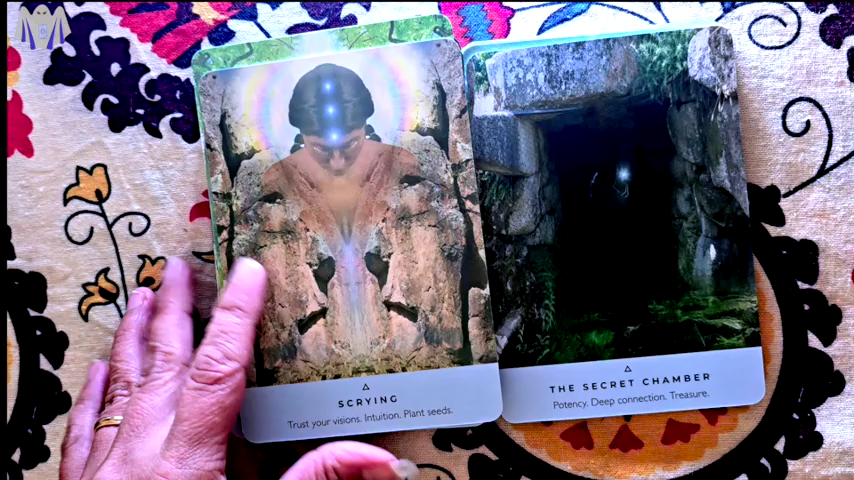 SCRYING
Trust your visions. Intuition. Plant seeds.
THE SECRET CHAMBER
Potency. Deep connection. Treasure.